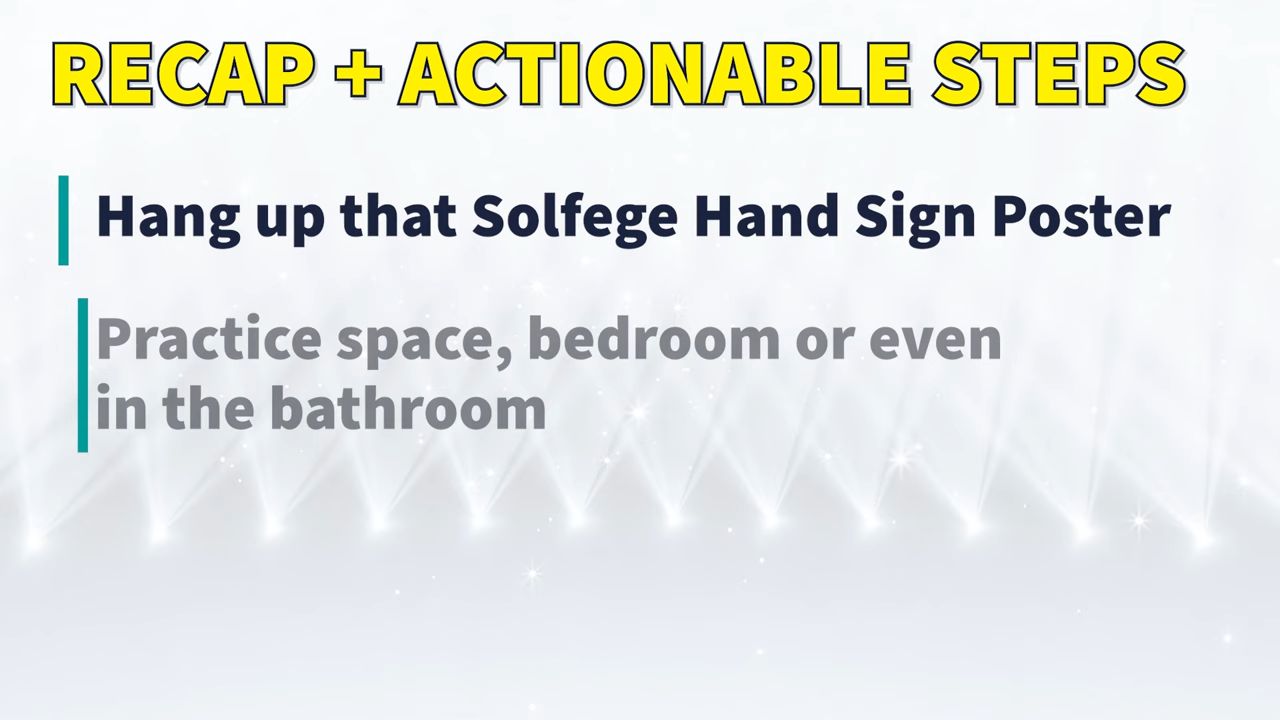 RECAP + ACTIONABLE STEPS
Hang up that Solfege Hand Sign Poster
Practice space, bedroom or even
in the bathroom